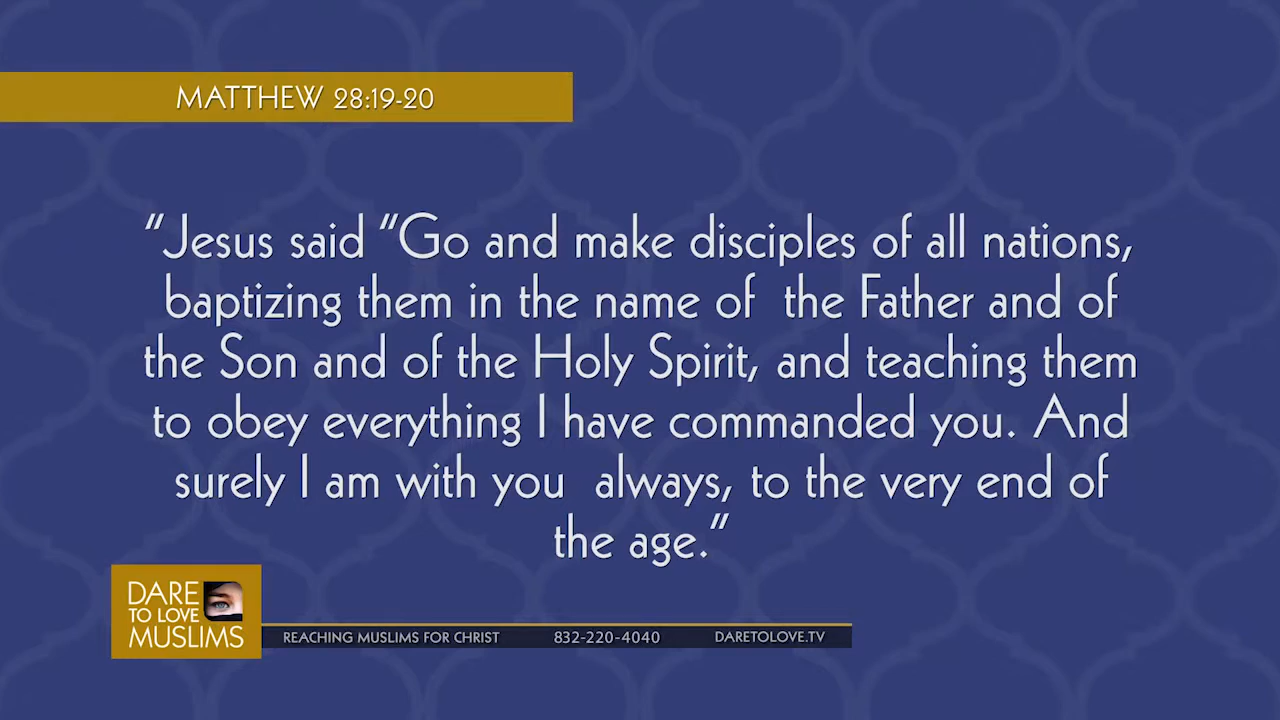 MATTHEW 28:19-20
“Jesus said “Go and make disciples of all nations,
baptizing them in the name of the Father and of
the Son and of the Holy Spirit, and teaching them
to obey everything I have commanded you. And
surely I am with you always, to the very end of
the age.”
DARE
TO LOVE
MUSLIMS
REACHING MUSLIMS FOR CHRIST 832-220-4040 DARETOLOVE.TV